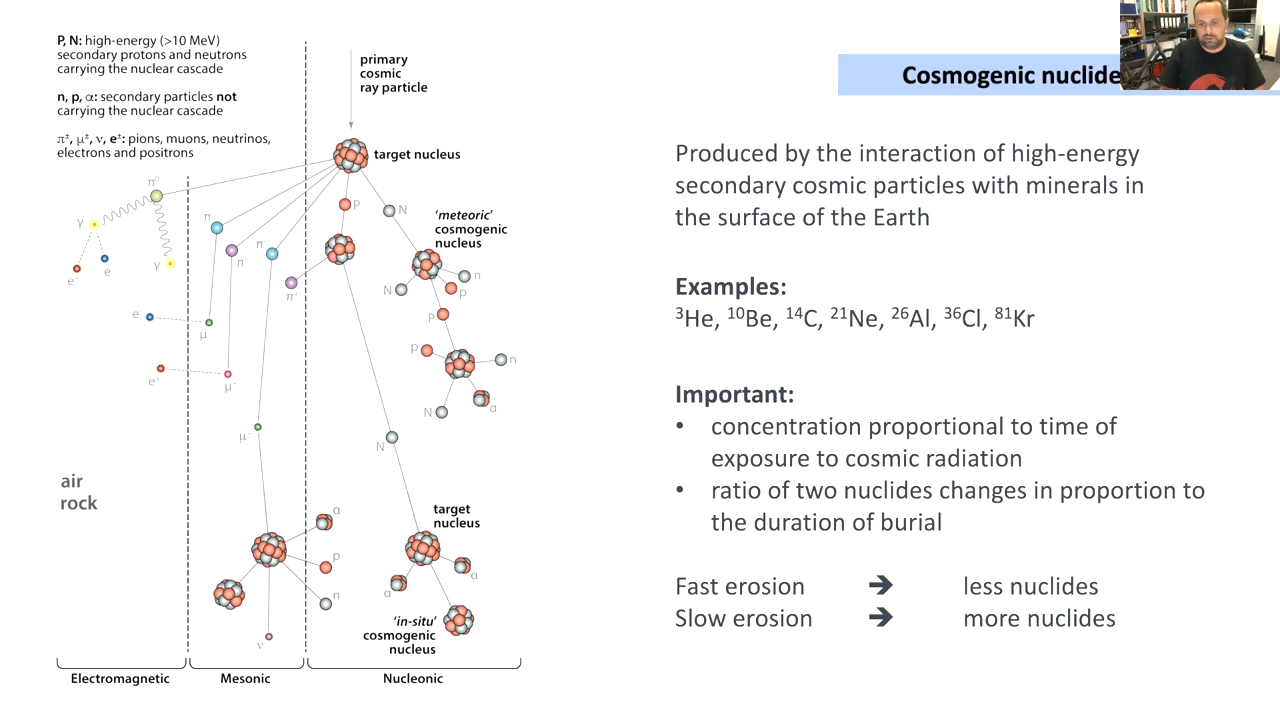 P, N: high-energy (>10 MeV)
secondary protons and neutrons
carrying the nuclear cascade
n, p, α: secondary particles not
carrying the nuclear cascade
π±, μ±, ν, e±: pions, muons, neutrinos,
electrons and positrons
primary
cosmic
ray particle
target nucleus
π⁰
γ
γ
e⁻
e
π
π⁻
π
π⁺
P
N
'meteoric'
cosmogenic
nucleus
N
n
p
P
p
n
N
α
e
μ
e⁻
μ⁻
μ⁻
N
air
rock
α
p
n
ν
target
nucleus
α
α
'in-situ'
cosmogenic
nucleus
Electromagnetic
Mesonic
Nucleonic
Cosmogenic nuclide
Produced by the interaction of high-energy
secondary cosmic particles with minerals in
the surface of the Earth
Examples:
³He, ¹⁰Be, ¹⁴C, ²¹Ne, ²⁶Al, ³⁶Cl, ⁸¹Kr
Important:
• concentration proportional to time of
exposure to cosmic radiation
• ratio of two nuclides changes in proportion to
the duration of burial
Fast erosion ➔ less nuclides
Slow erosion ➔ more nuclides